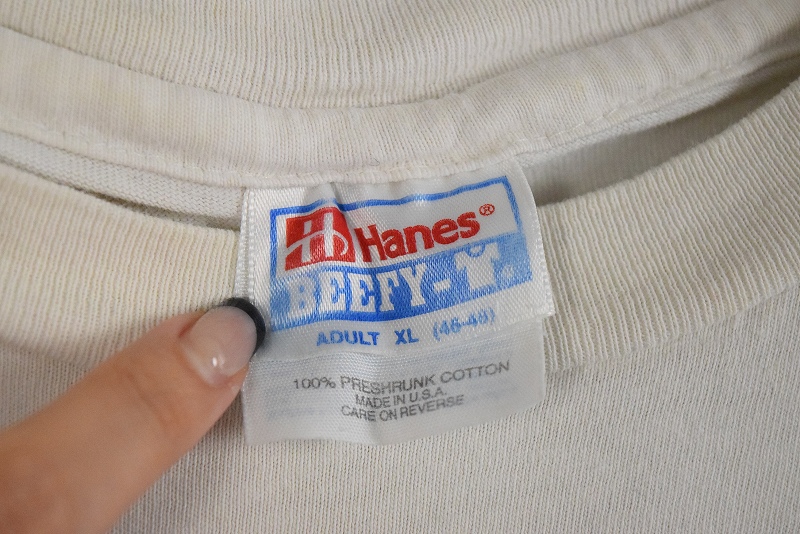 Hanes®
BEEFY-T®
ADULT XL (46-48)
100% PRESHRUNK COTTON
MADE IN U.S.A.
CARE ON REVERSE